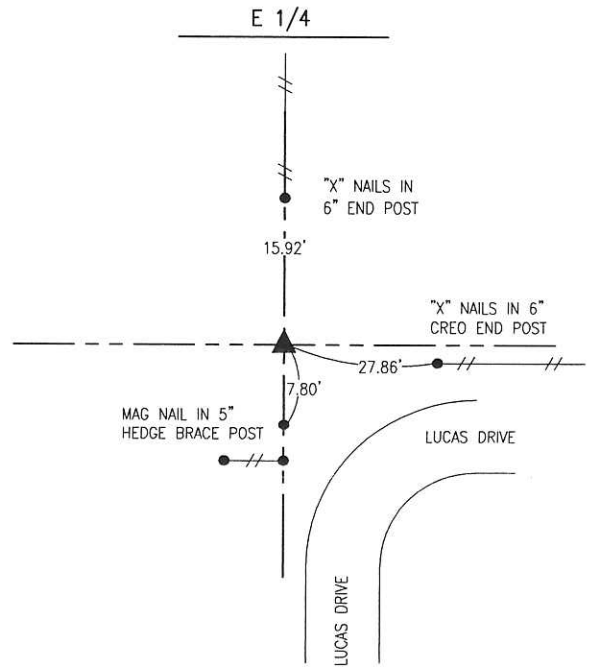 E 1/4
"X" NAILS IN
6" END POST
15.92'
"X" NAILS IN 6"
CREO END POST
27.86'
7.80'
MAG NAIL IN 5"
HEDGE BRACE POST
LUCAS DRIVE
LUCAS DRIVE